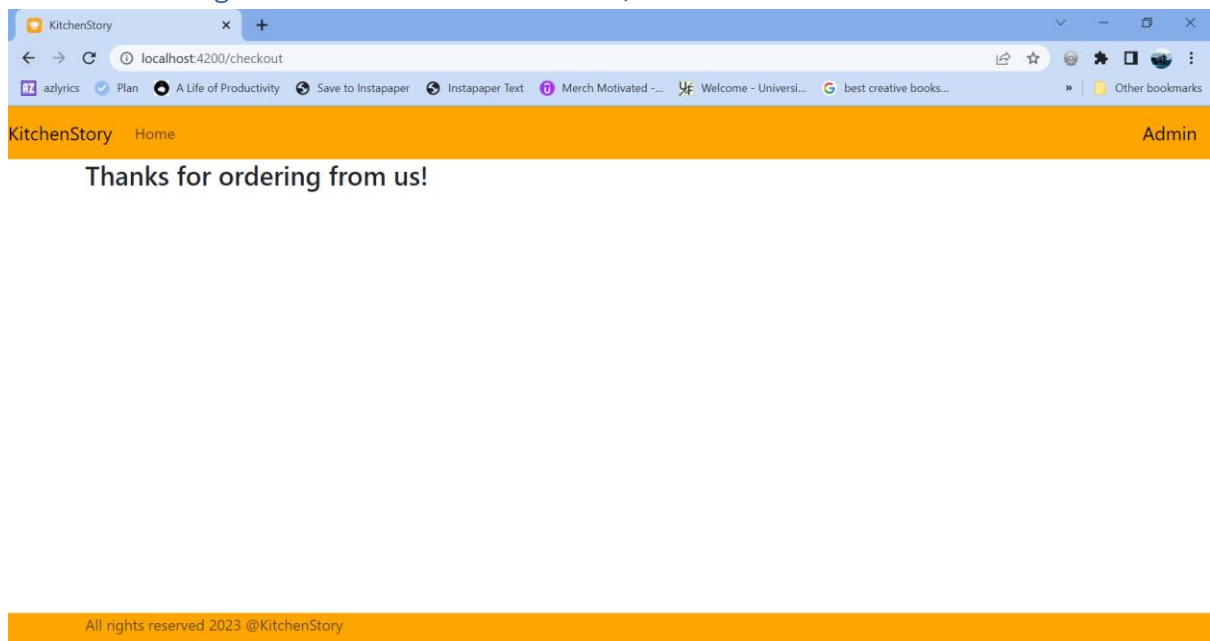 KitchenStory
localhost:4200/checkout
AZ azlyrics Plan A Life of Productivity Save to Instapaper Instapaper Text Merch Motivated -... Welcome - Universi... G best creative books... » Other bookmarks
KitchenStory Home Admin
Thanks for ordering from us!
All rights reserved 2023 @KitchenStory